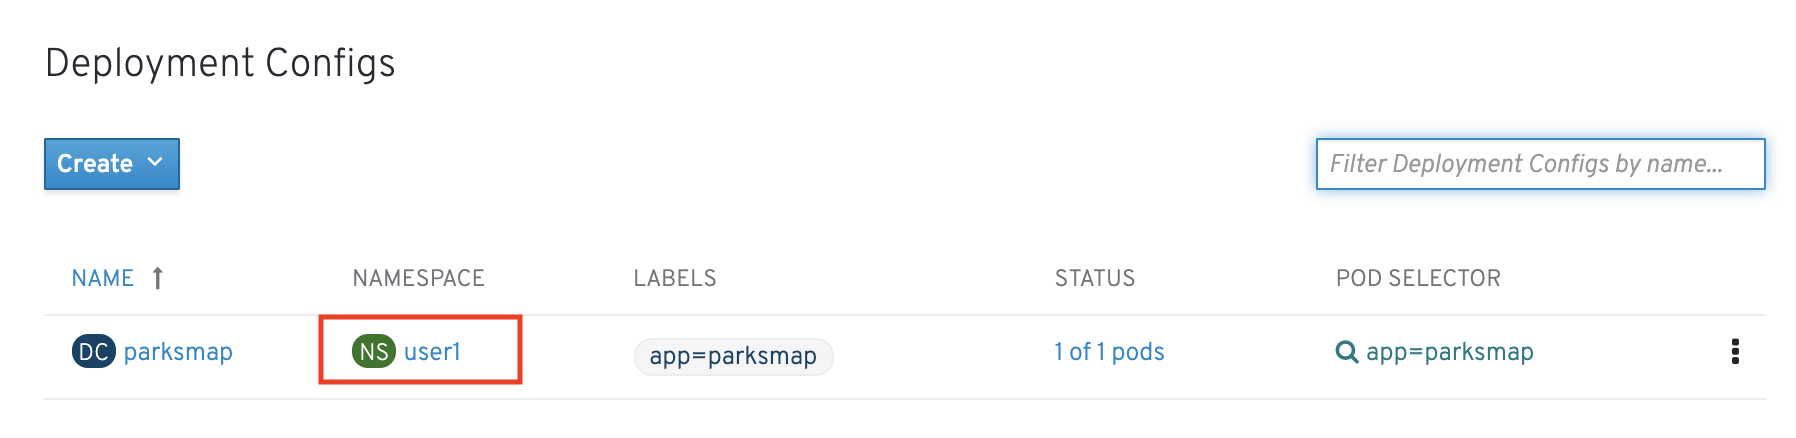 Deployment Configs
Create
Filter Deployment Configs by name...
NAME NAMESPACE LABELS STATUS POD SELECTOR
DC parksmap NS user1 app=parksmap 1 of 1 pods app=parksmap